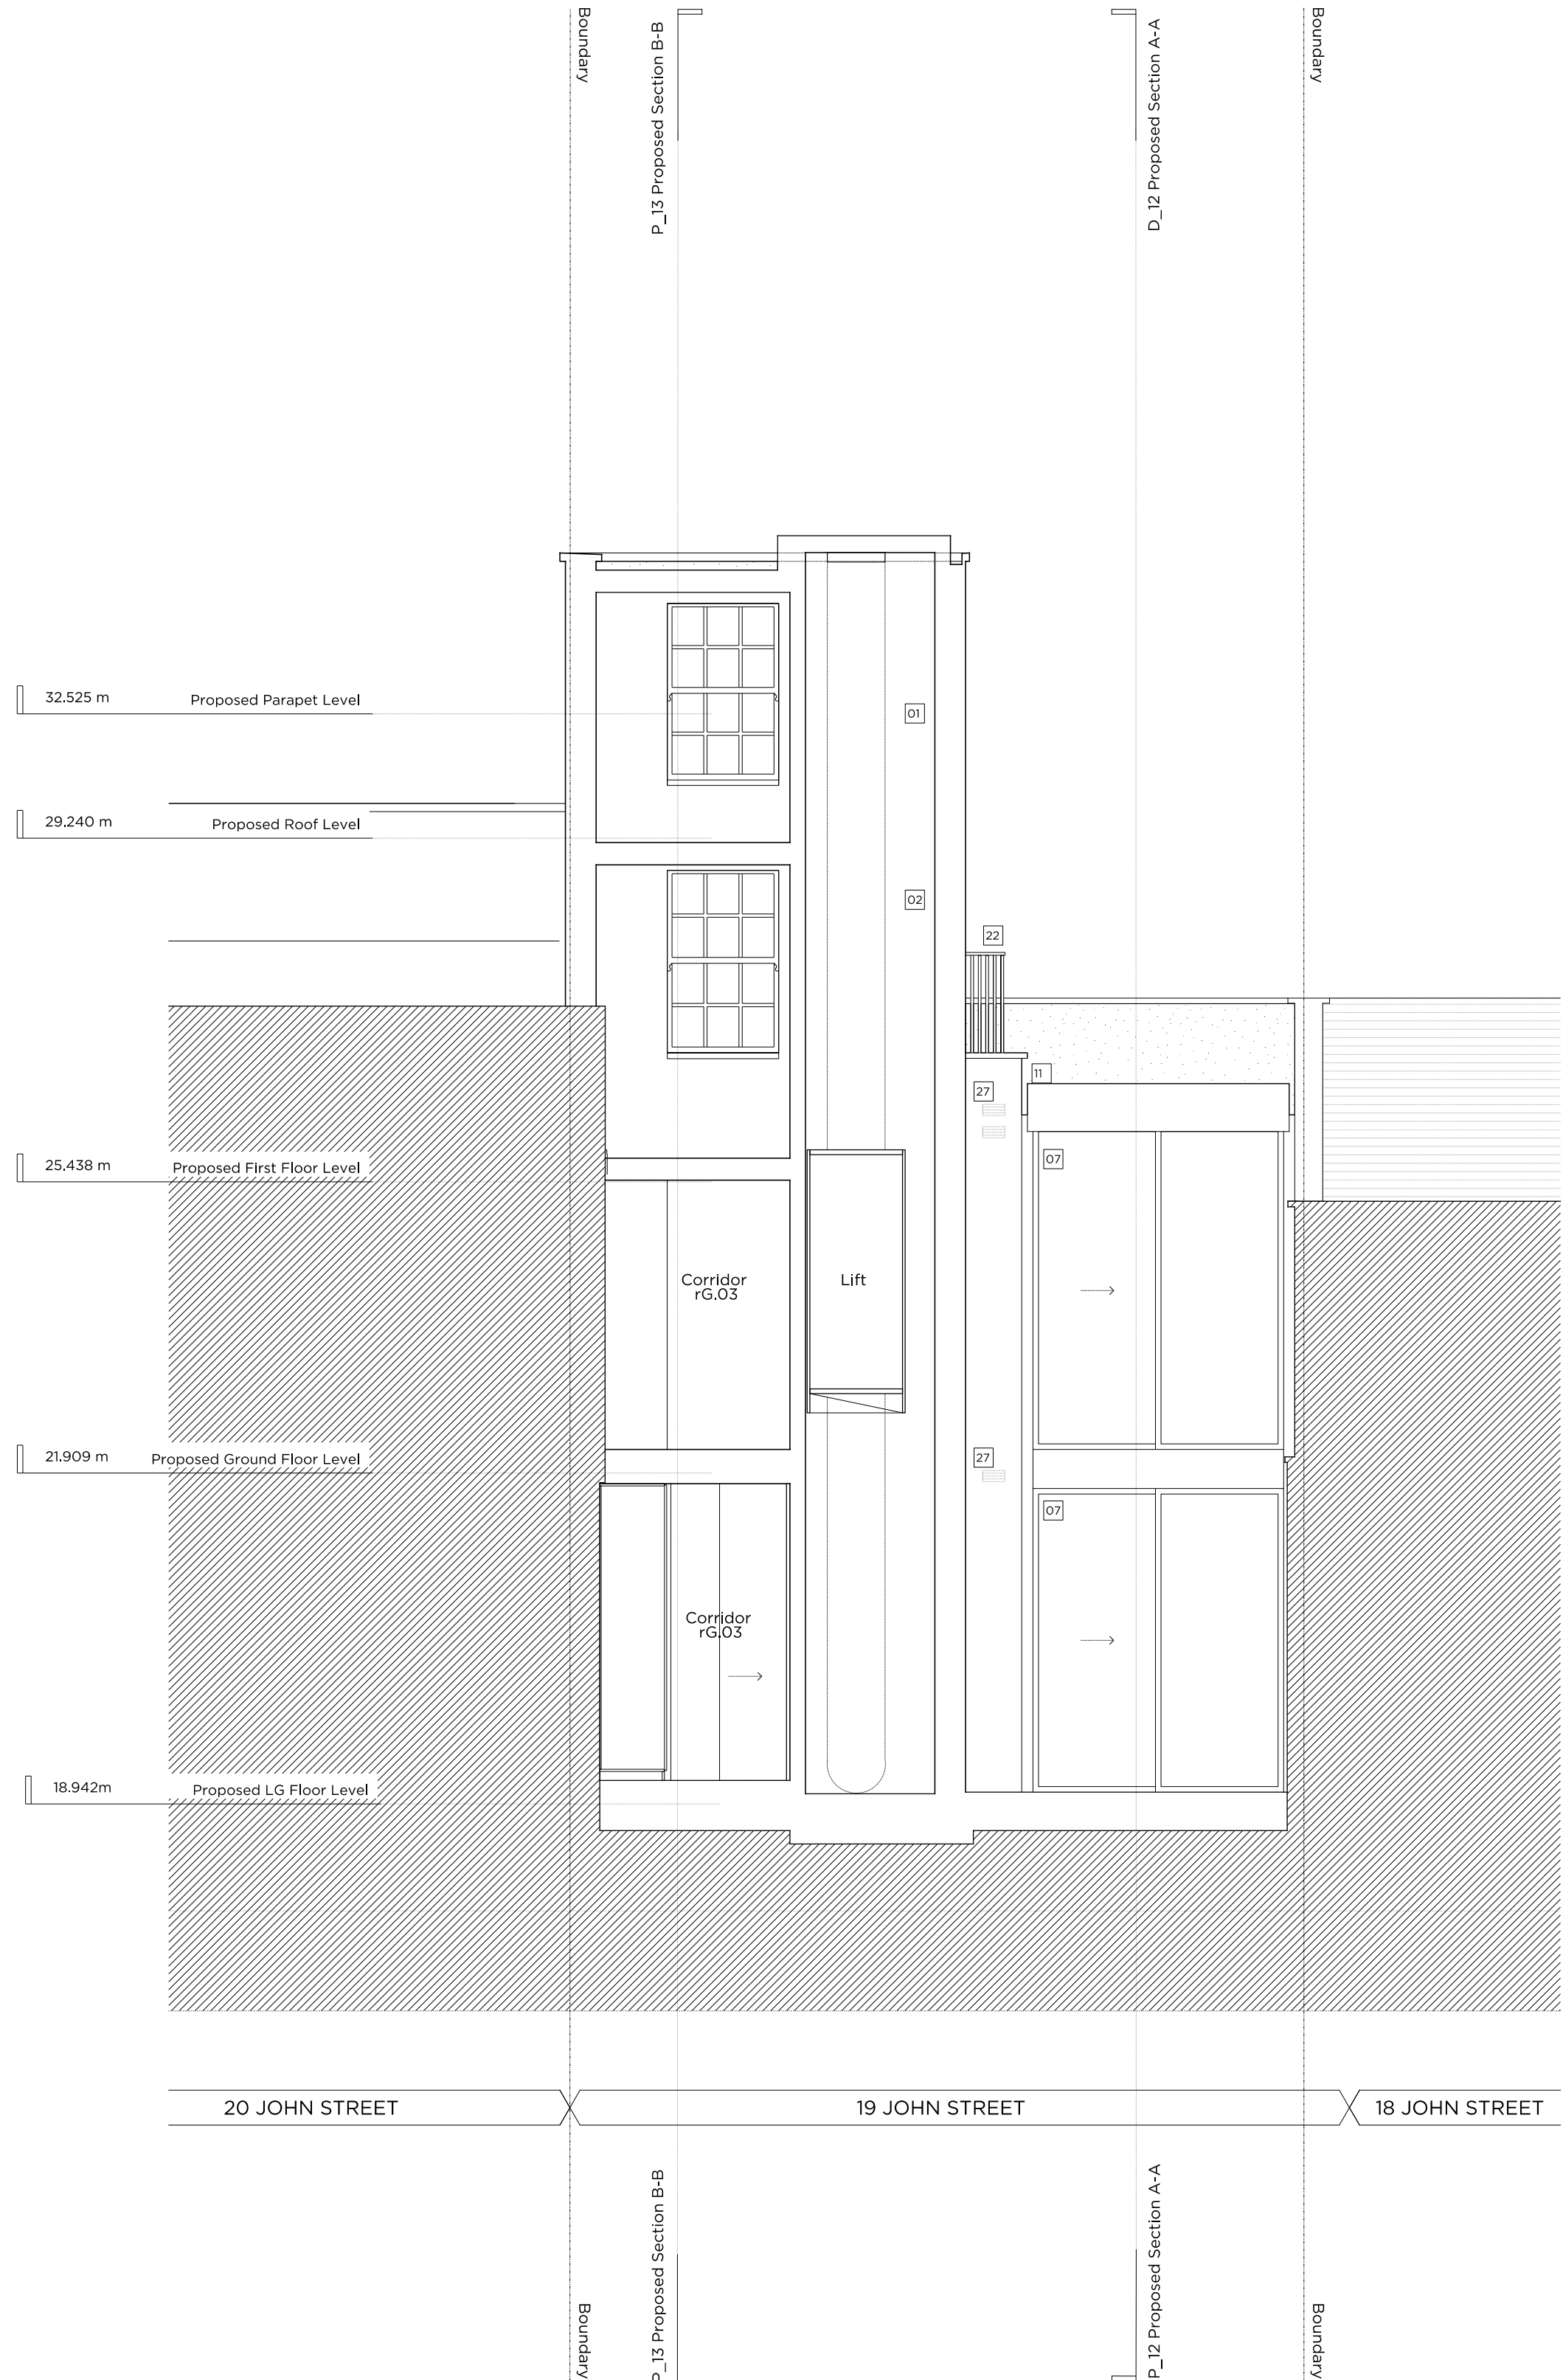 Boundary
P_13 Proposed Section B-B
D_12 Proposed Section A-A
Boundary
32.525 m Proposed Parapet Level
01
29.240 m Proposed Roof Level
02
22
11
27
25.438 m Proposed First Floor Level
07
Corridor
rG.03
Lift
21.909 m Proposed Ground Floor Level
27
07
Corridor
rG.03
18.942m Proposed LG Floor Level
20 JOHN STREET
19 JOHN STREET
18 JOHN STREET
Boundary
P_13 Proposed Section B-B
P_12 Proposed Section A-A
Boundary